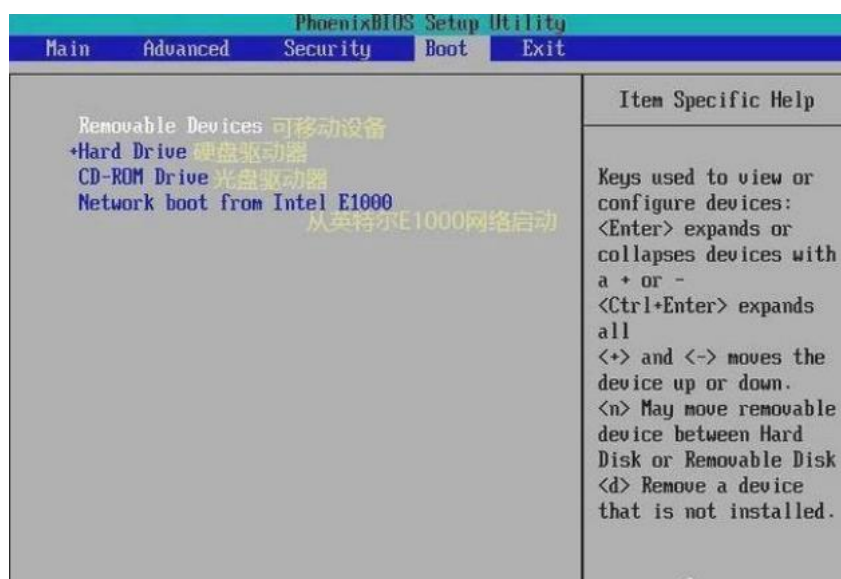 PhoenixBIOS Setup Utility
Main Advanced Security Boot Exit
Removable Devices 可移动设备
+Hard Drive 硬盘驱动器
CD-ROM Drive 光盘驱动器
Network boot from Intel E1000
从英特尔E1000网络启动
Item Specific Help
Keys used to view or
configure devices:
<Enter> expands or
collapses devices with
a + or -
<Ctrl+Enter> expands
all
<+> and <-> moves the
device up or down.
<n> May move removable
device between Hard
Disk or Removable Disk
<d> Remove a device
that is not installed.